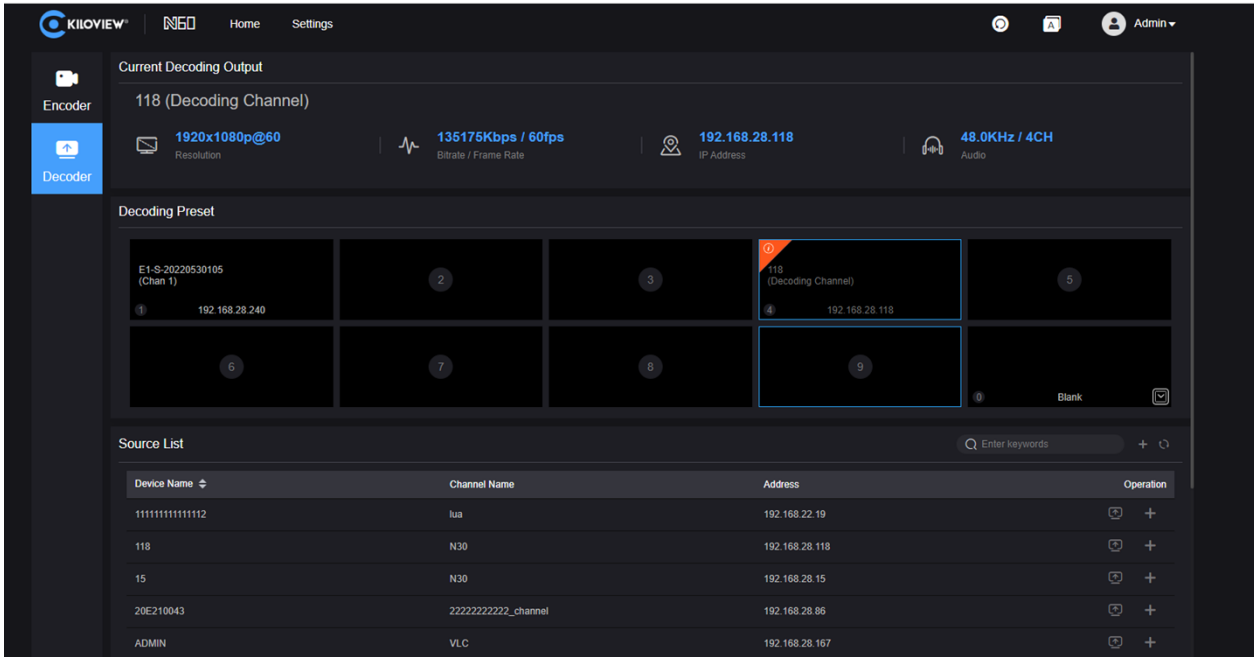 KILOVIEW® N60 Home Settings A Admin
Encoder
Decoder
Current Decoding Output
118 (Decoding Channel)
1920x1080p@60
Resolution
135175Kbps / 60fps
Bitrate / Frame Rate
192.168.28.118
IP Address
48.0KHz / 4CH
Audio
Decoding Preset
E1-S-20220530105
(Chan 1)
1 192.168.28.240
2
3
118
(Decoding Channel)
4 192.168.28.118
5
6
7
8
9
0 Blank
Source List
Enter keywords
Device Name Channel Name Address Operation
111111111111112 lua 192.168.22.19
118 N30 192.168.28.118
15 N30 192.168.28.15
20E210043 22222222222_channel 192.168.28.86
ADMIN VLC 192.168.28.167